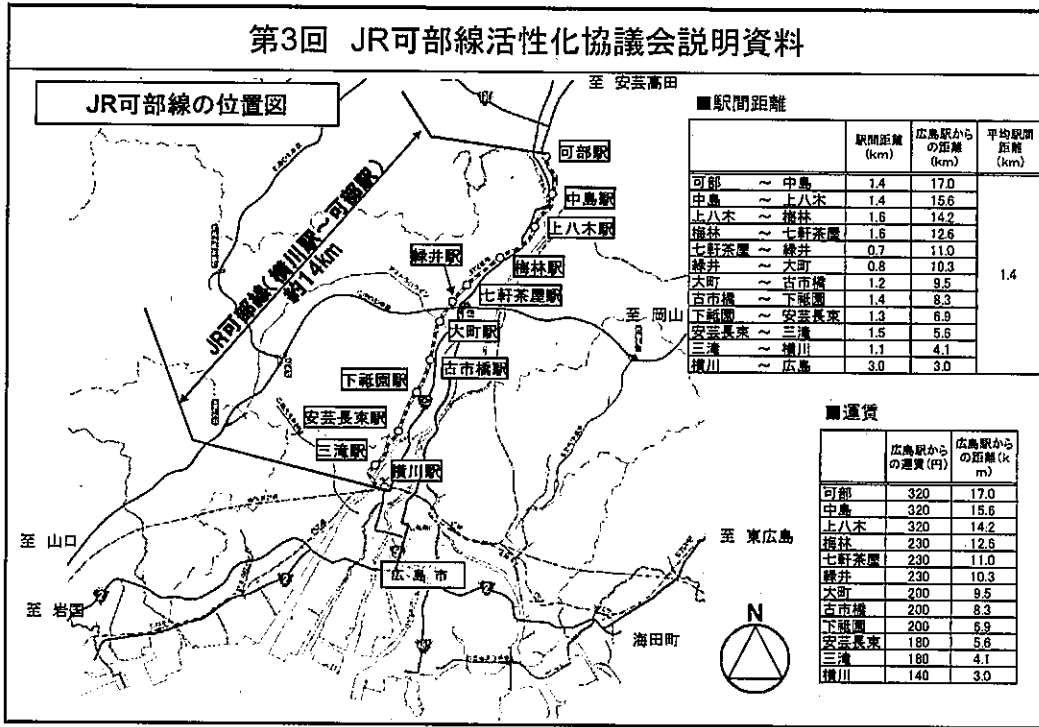 第3回 JR可部線活性化協議会説明資料
JR可部線の位置図
至 安芸高田
JR可部線(横川駅～可部駅)
約14km
可部駅
中島駅
上八木駅
梅林駅
緑井駅
七軒茶屋駅
大町駅
古市橋駅
下祗園駅
安芸長束駅
三滝駅
横川駅
至 岡山
至 山口
至 岩国
広島市
至 東広島
海田町
N
■駅間距離
駅間距離(km) 広島駅からの距離(km) 平均駅間距離(km)
可部 ～ 中島 1.4 17.0
中島 ～ 上八木 1.4 15.6
上八木 ～ 梅林 1.6 14.2
梅林 ～ 七軒茶屋 1.6 12.6
七軒茶屋 ～ 緑井 0.7 11.0
緑井 ～ 大町 0.8 10.3
大町 ～ 古市橋 1.2 9.5
古市橋 ～ 下祗園 1.4 8.3
下祗園 ～ 安芸長束 1.3 6.9
安芸長束 ～ 三滝 1.5 5.6
三滝 ～ 横川 1.1 4.1
横川 ～ 広島 3.0 3.0
1.4
■運賃
広島駅からの運賃(円) 広島駅からの距離(km)
可部 320 17.0
中島 320 15.6
上八木 320 14.2
梅林 230 12.6
七軒茶屋 230 11.0
緑井 230 10.3
大町 200 9.5
古市橋 200 8.3
下祗園 200 6.9
安芸長束 180 5.6
三滝 180 4.1
横川 140 3.0